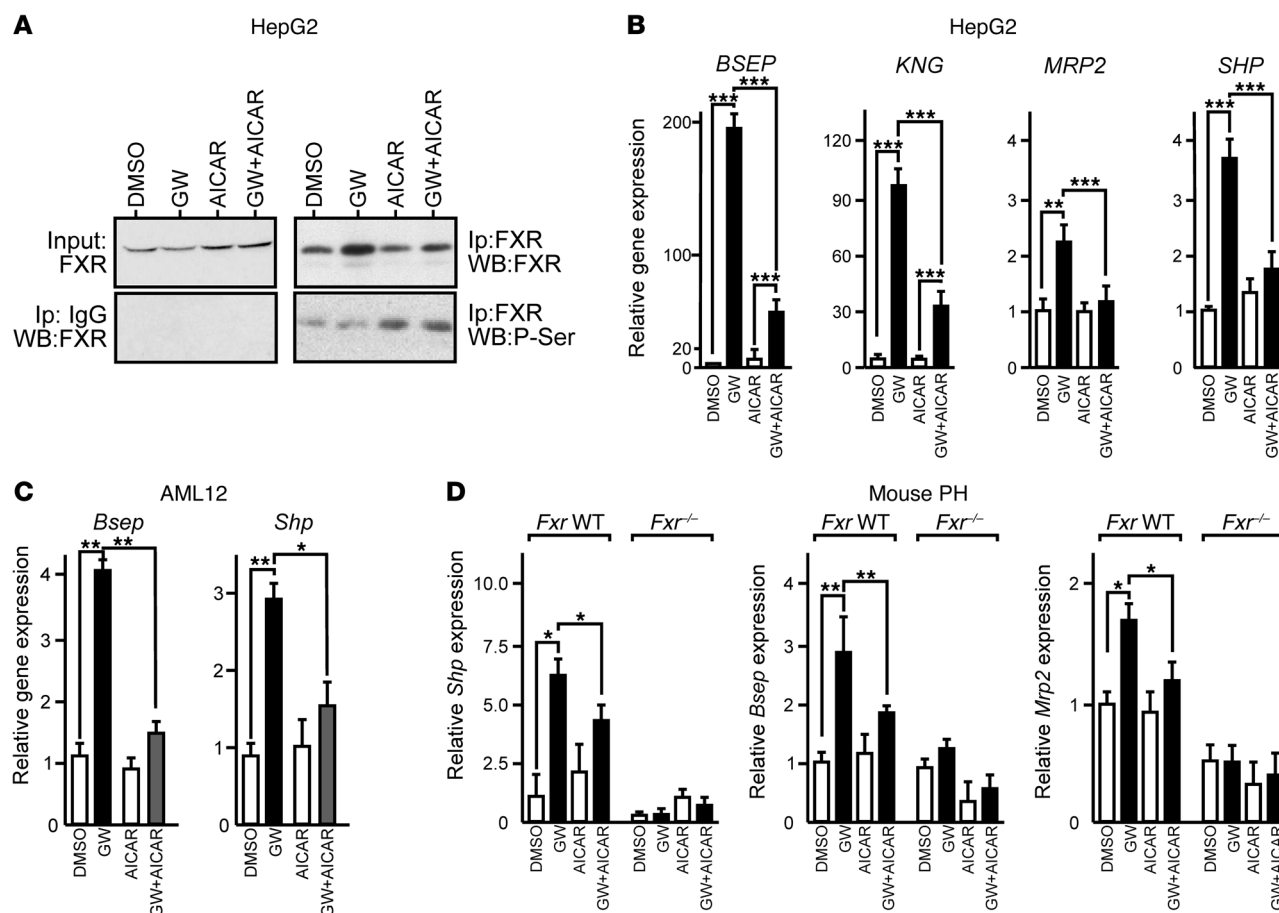 A
HepG2
DMSO
GW
AICAR
GW+AICAR
DMSO
GW
AICAR
GW+AICAR
Input:
FXR
Ip:FXR
WB:FXR
Ip: IgG
WB:FXR
Ip:FXR
WB:P-Ser
B
HepG2
Relative gene expression
BSEP
***
***
***
200
100
20
0
DMSO
GW
AICAR
GW+AICAR
KNG
***
***
***
120
90
60
30
0
DMSO
GW
AICAR
GW+AICAR
MRP2
**
***
4
3
2
1
0
DMSO
GW
AICAR
GW+AICAR
SHP
***
***
4
3
2
1
0
DMSO
GW
AICAR
GW+AICAR
C
AML12
Relative gene expression
Bsep
**
**
4
3
2
1
0
DMSO
GW
AICAR
GW+AICAR
Shp
**
*
3
2
1
0
DMSO
GW
AICAR
GW+AICAR
D
Mouse PH
Fxr WT
Fxr–/–
Relative Shp expression
10.0
7.5
5.0
2.5
0
*
*
DMSO
GW
AICAR
GW+AICAR
DMSO
GW
AICAR
GW+AICAR
Fxr WT
Fxr–/–
Relative Bsep expression
4
3
2
1
0
**
**
DMSO
GW
AICAR
GW+AICAR
DMSO
GW
AICAR
GW+AICAR
Fxr WT
Fxr–/–
Relative Mrp2 expression
2
1
0
*
*
DMSO
GW
AICAR
GW+AICAR
DMSO
GW
AICAR
GW+AICAR